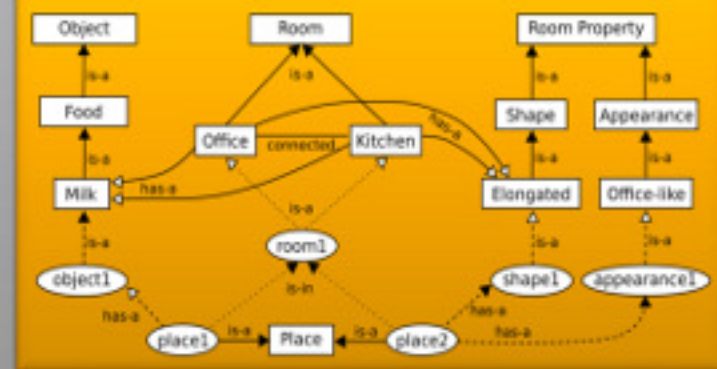 Object
Room
Room Property
is-a
is-a
is-a
is-a
Food
Shape
Appearance
has-a
Office
connected
Kitchen
is-a
is-a
is-a
Milk
has-a
Elongated
Office-like
is-a
is-a
room1
is-a
is-a
object1
is-in
shape1
appearance1
has-a
has-a
place1
is-a
Place
is-a
place2
has-a